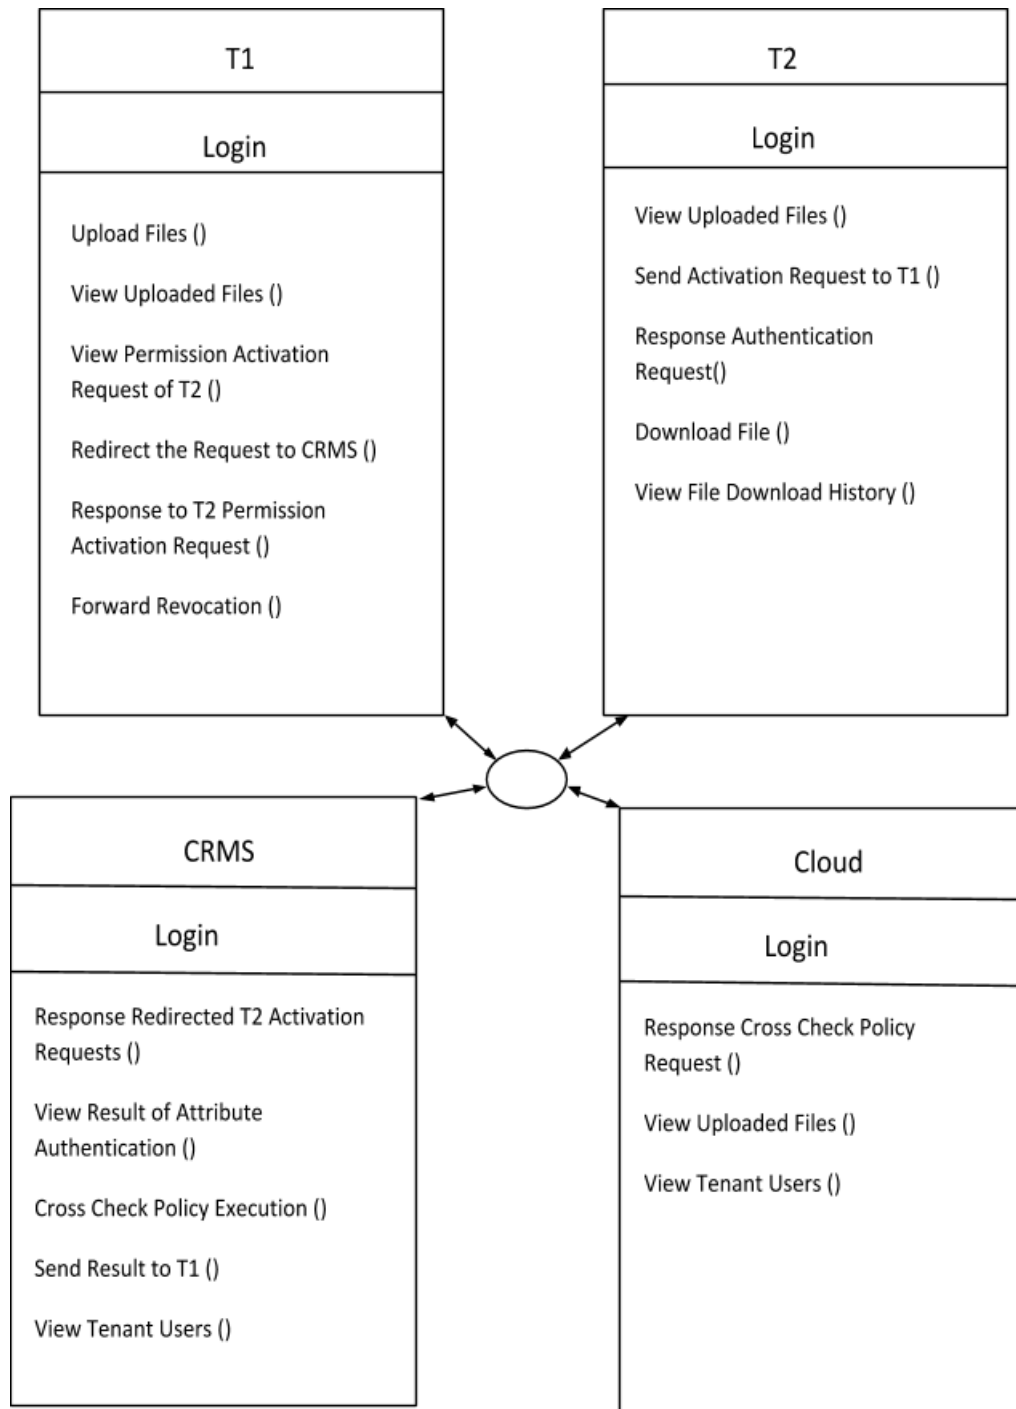 T1
Login
Upload Files ()
View Uploaded Files ()
View Permission Activation
Request of T2 ()
Redirect the Request to CRMS ()
Response to T2 Permission
Activation Request ()
Forward Revocation ()
T2
Login
View Uploaded Files ()
Send Activation Request to T1 ()
Response Authentication
Request()
Download File ()
View File Download History ()
CRMS
Login
Response Redirected T2 Activation
Requests ()
View Result of Attribute
Authentication ()
Cross Check Policy Execution ()
Send Result to T1 ()
View Tenant Users ()
Cloud
Login
Response Cross Check Policy
Request ()
View Uploaded Files ()
View Tenant Users ()